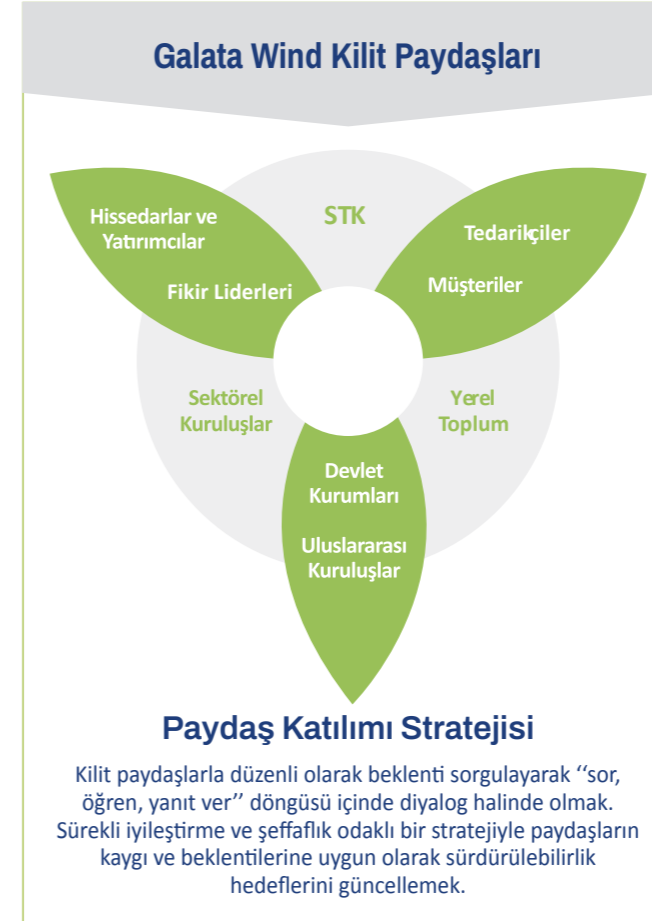 Galata Wind Kilit Paydaşları
Hissedarlar ve
Yatırımcılar
Fikir Liderleri
STK
Tedarikçiler
Müşteriler
Sektörel
Kuruluşlar
Yerel
Toplum
Devlet
Kurumları
Uluslararası
Kuruluşlar
Paydaş Katılımı Stratejisi
Kilit paydaşlarla düzenli olarak beklenti sorgulayarak ‘‘sor,
öğren, yanıt ver’’ döngüsü içinde diyalog halinde olmak.
Sürekli iyileştirme ve şeffaflık odaklı bir stratejiyle paydaşların
kaygı ve beklentilerine uygun olarak sürdürülebilirlik
hedeflerini güncellemek.